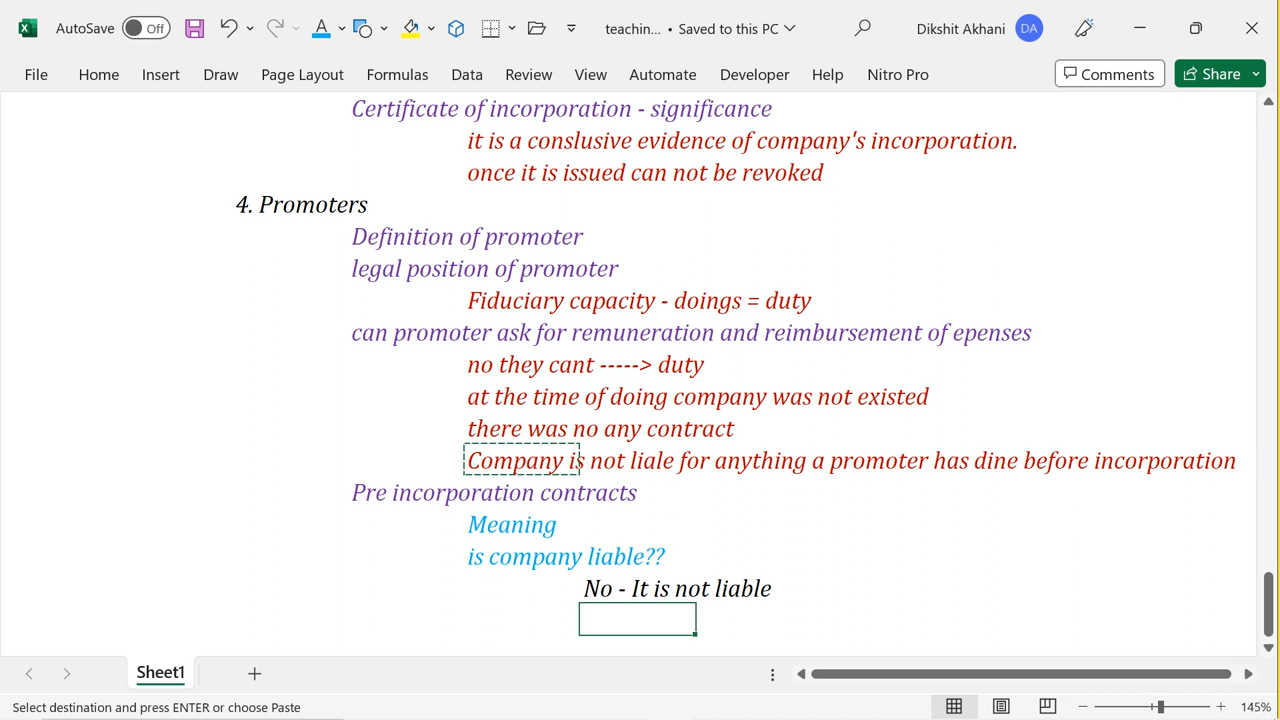 AutoSave Off teachin... • Saved to this PC Dikshit Akhani DA
File Home Insert Draw Page Layout Formulas Data Review View Automate Developer Help Nitro Pro Comments Share
Certificate of incorporation - significance
it is a conslusive evidence of company's incorporation.
once it is issued can not be revoked
4. Promoters
Definition of promoter
legal position of promoter
Fiduciary capacity - doings = duty
can promoter ask for remuneration and reimbursement of epenses
no they cant -----> duty
at the time of doing company was not existed
there was no any contract
Company is not liale for anything a promoter has dine before incorporation
Pre incorporation contracts
Meaning
is company liable??
No - It is not liable
Sheet1
Select destination and press ENTER or choose Paste 145%